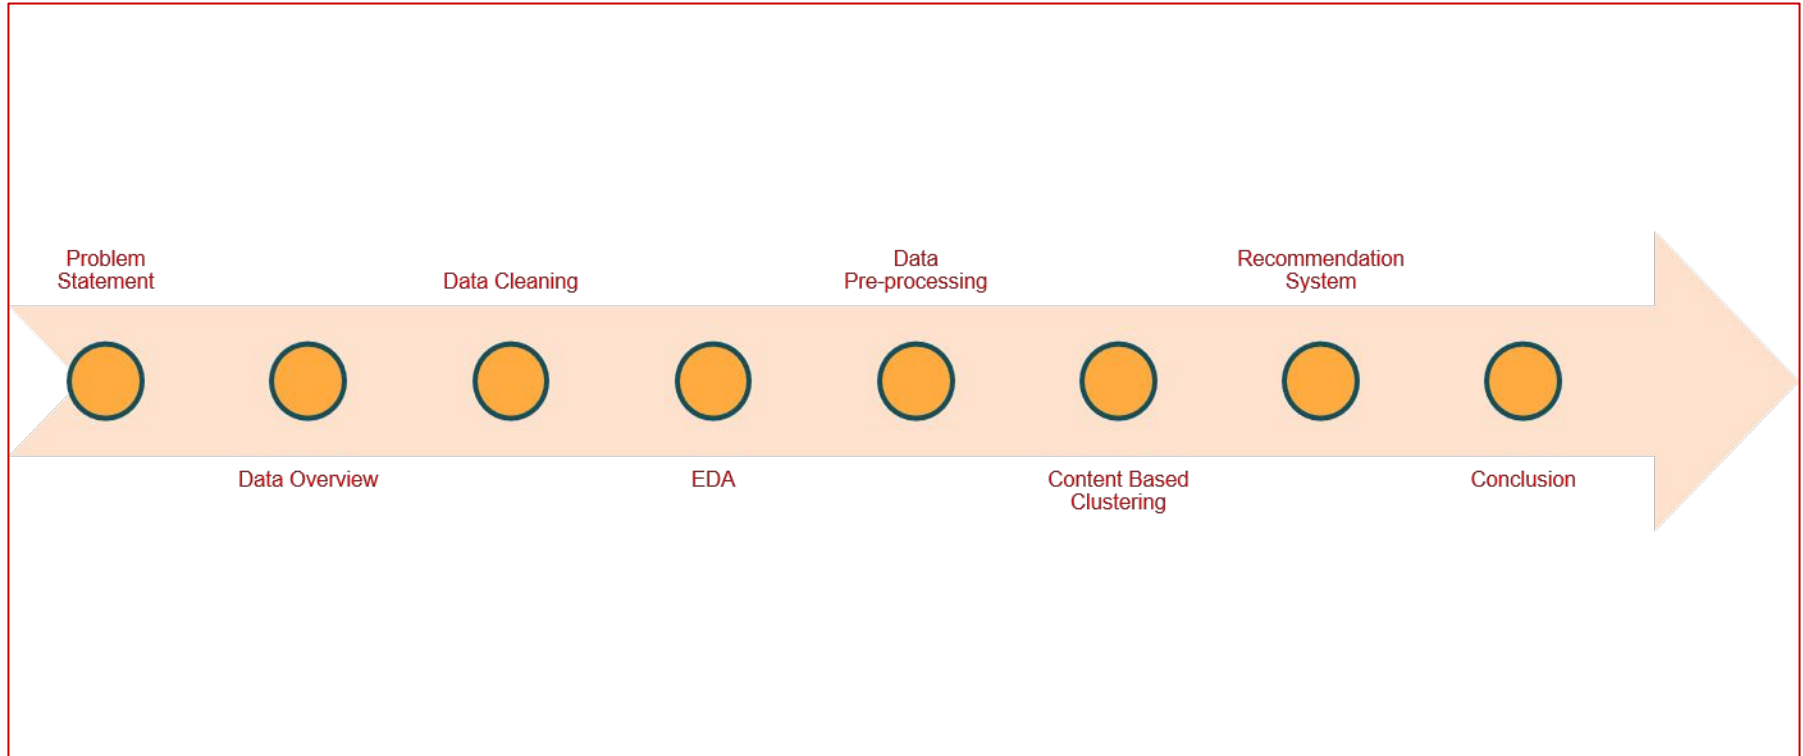 Problem
Statement
Data Overview
Data Cleaning
EDA
Data
Pre-processing
Content Based
Clustering
Recommendation
System
Conclusion